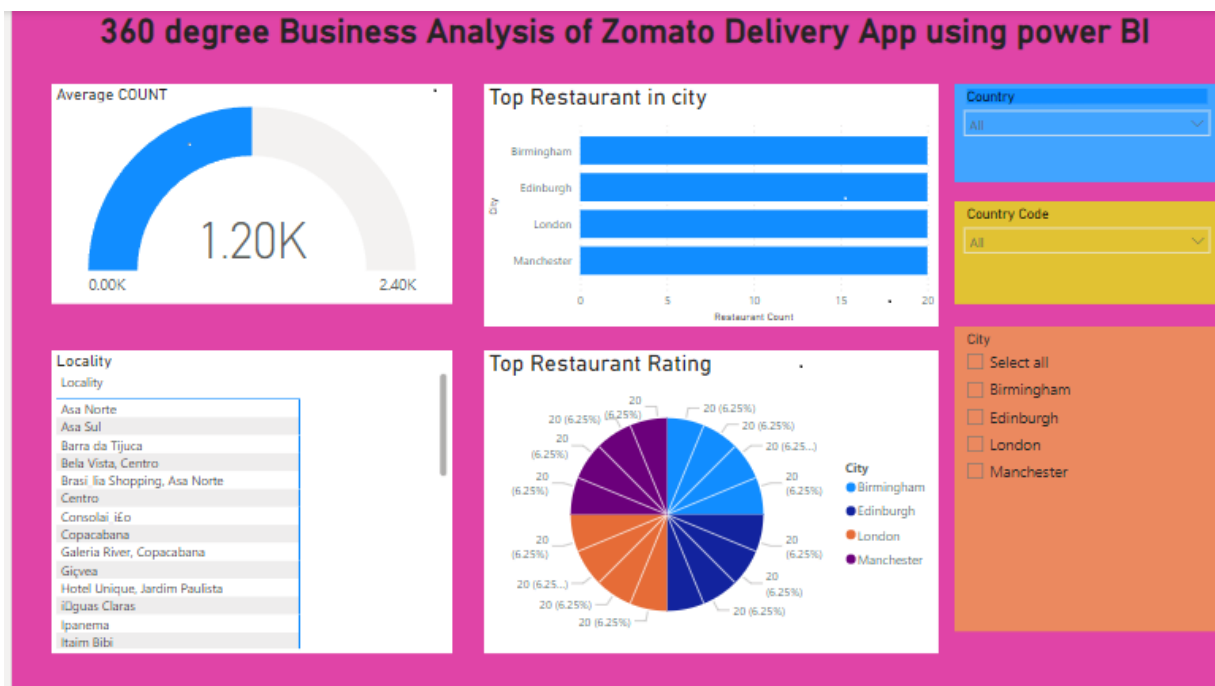 360 degree Business Analysis of Zomato Delivery App using power BI
Average COUNT
1.20K
0.00K
2.40K
Top Restaurant in city
City
Birmingham
Edinburgh
London
Manchester
0 5 10 15 20
Restaurant Count
Country
All
Country Code
All
City
Select all
Birmingham
Edinburgh
London
Manchester
Locality
Locality
Asa Norte
Asa Sul
Barra da Tijuca
Bela Vista, Centro
Brasi lia Shopping, Asa Norte
Centro
Consolai i£o
Copacabana
Galeria River, Copacabana
Giçvea
Hotel Unique, Jardim Paulista
Claras
Ipanema
Itaim Bibi
Top Restaurant Rating
20 (6.25%)
20 (6.25%)
20 (6.25...)
20
(6.25%)
20
(6.25%)
20
(6.25%)
20 (6.25%)
20 (6.25%)
20 (6.25%)
20 (6.25%)
20 (6.25...)
20
(6.25%)
20
(6.25%)
20
(6.25%)
20 (6.25%)
20
(6.25%)
City
Birmingham
Edinburgh
London
Manchester